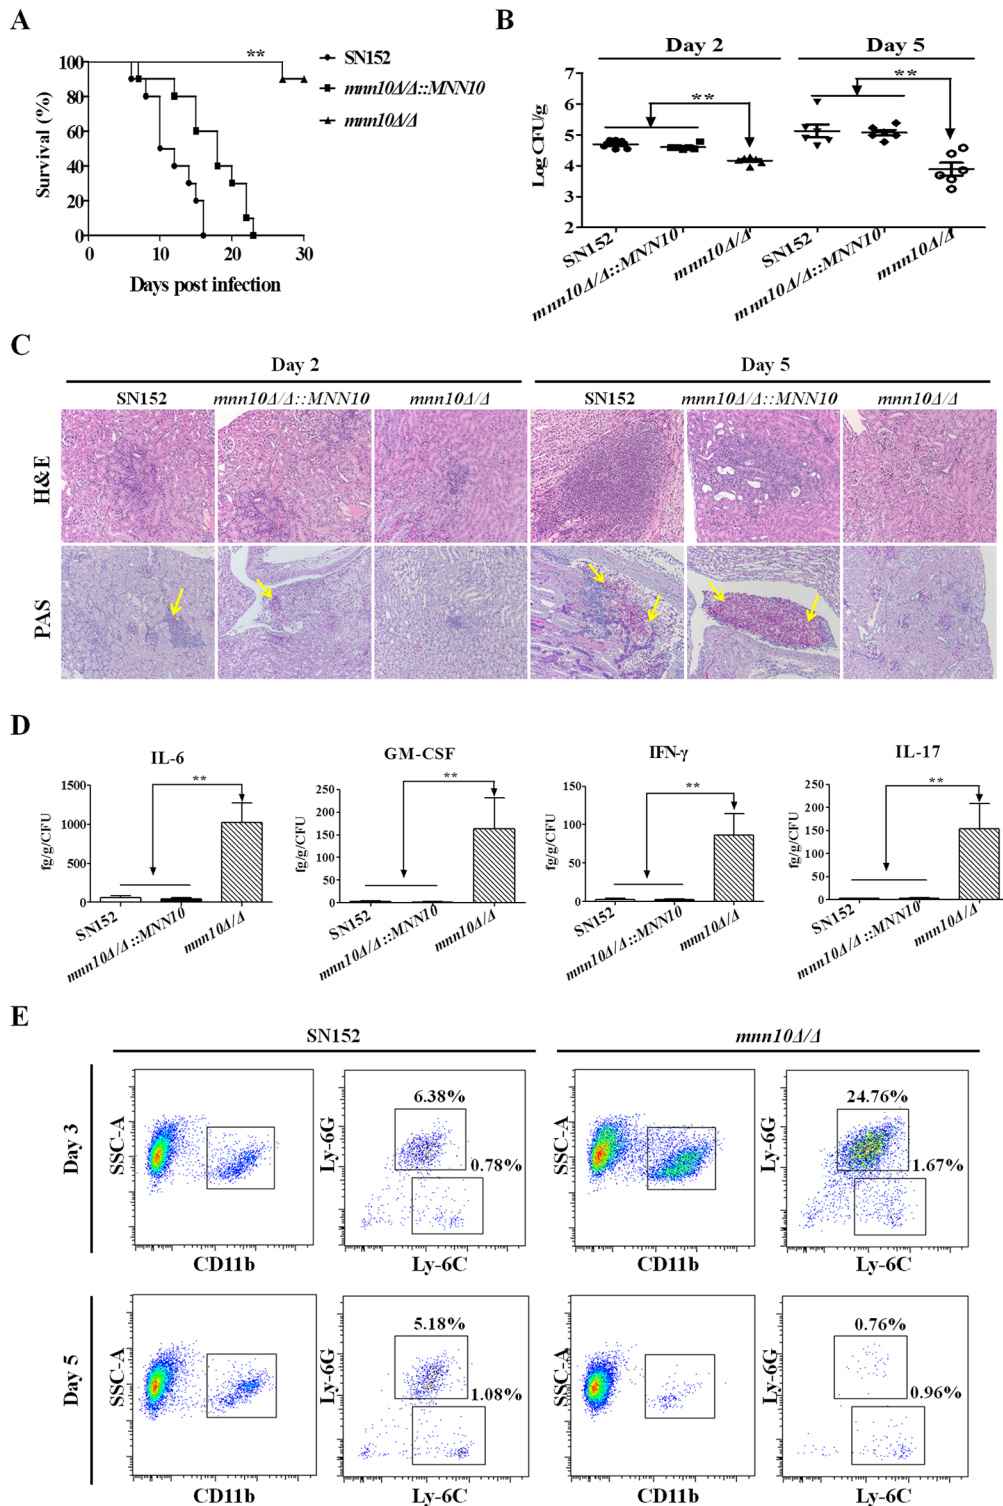 A
**
SN152
mnn10Δ/Δ::MNN10
mnn10Δ/Δ
Survival (%)
100
80
60
40
20
0
0 10 20 30
Days post infection
B
Day 2 Day 5
** **
Log CFU/g
7
6
5
4
3
2
SN152 mnn10Δ/Δ::MNN10 mnn10Δ/Δ SN152 mnn10Δ/Δ::MNN10 mnn10Δ/Δ
C
Day 2 Day 5
SN152 mnn10Δ/Δ::MNN10 mnn10Δ/Δ SN152 mnn10Δ/Δ::MNN10 mnn10Δ/Δ
H&E
PAS
D
IL-6
**
fg/g/CFU
1500
1000
500
0
SN152 mnn10Δ/Δ::MNN10 mnn10Δ/Δ
GM-CSF
**
fg/g/CFU
250
200
150
100
50
0
SN152 mnn10Δ/Δ::MNN10 mnn10Δ/Δ
IFN-γ
**
fg/g/CFU
150
100
50
0
SN152 mnn10Δ/Δ::MNN10 mnn10Δ/Δ
IL-17
**
fg/g/CFU
250
200
150
100
50
0
SN152 mnn10Δ/Δ::MNN10 mnn10Δ/Δ
E
SN152 mnn10Δ/Δ
Day 3
SSC-A
CD11b
Ly-6G
6.38%
0.78%
Ly-6C
SSC-A
CD11b
Ly-6G
24.76%
1.67%
Ly-6C
Day 5
SSC-A
CD11b
Ly-6G
5.18%
1.08%
Ly-6C
SSC-A
CD11b
Ly-6G
0.76%
0.96%
Ly-6C